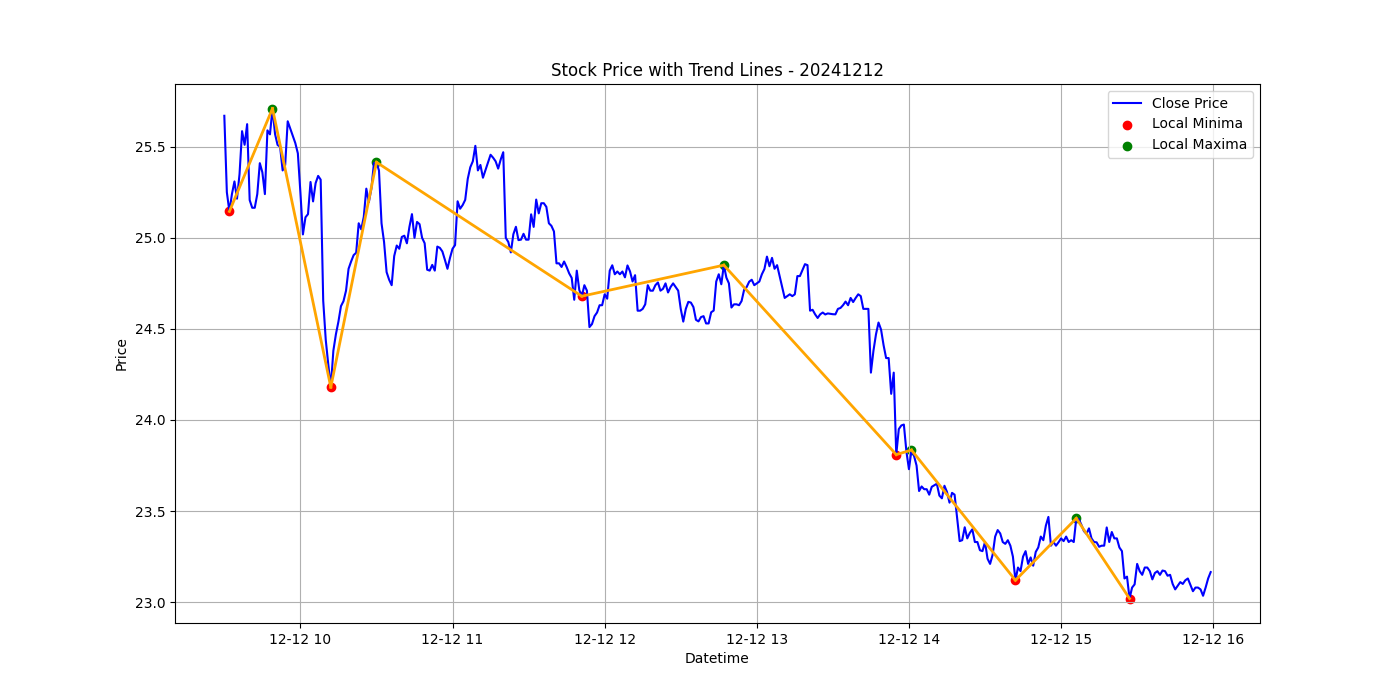 Stock Price with Trend Lines - 20241212
Close Price
Local Minima
Local Maxima
25.5
25.0
24.5
24.0
23.5
23.0
Price
12-12 10
12-12 11
12-12 12
12-12 13
12-12 14
12-12 15
12-12 16
Datetime